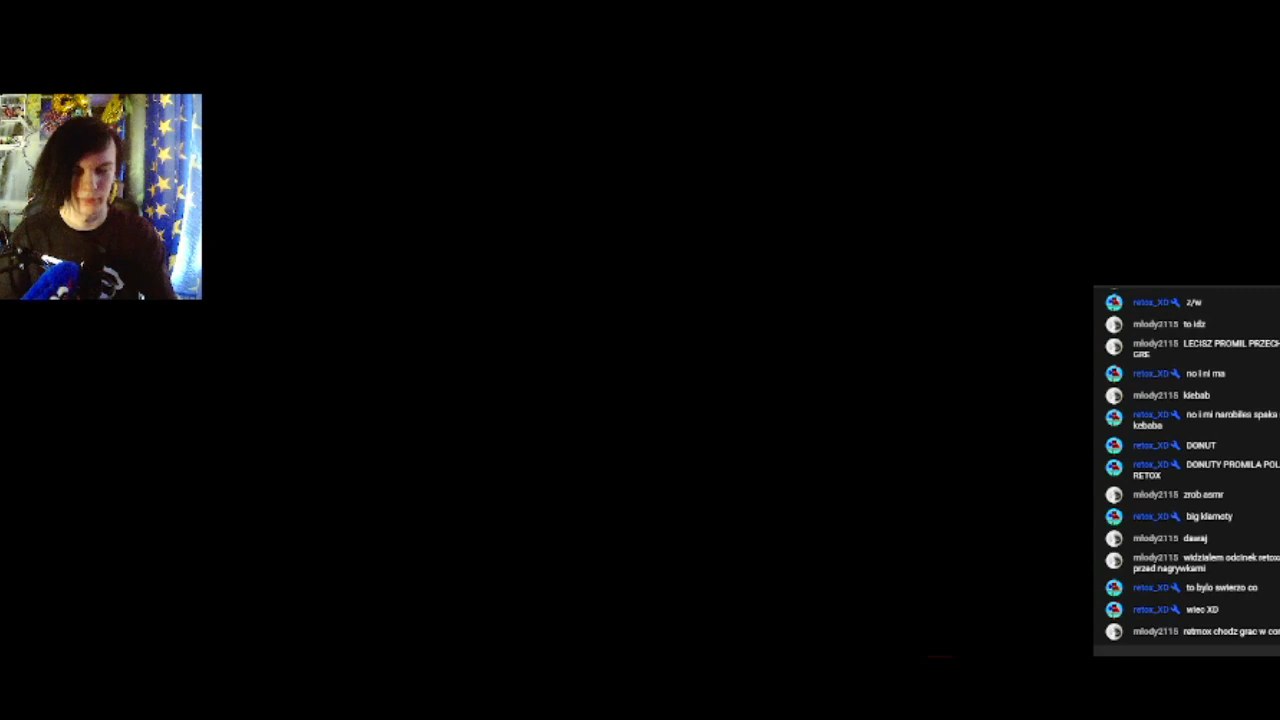 retox_XD z/w
mlody2115 to idz
mlody2115 LECISZ PROMIL PRZECH
GRE
retox_XD no i ni ma
mlody2115 kiebab
retox_XD no i mi narobiles spaka
kebaba
retox_XD DONUT
retox_XD DONUTY PROMILA POL
RETOX
mlody2115 zrob asmr
retox_XD big klamoty
mlody2115 dawaj
mlody2115 widzialem odcinek retox
przed nagrywkami
retox_XD to bylo swierzo co
retox_XD wiec XD
mlody2115 retmox chodz grac w